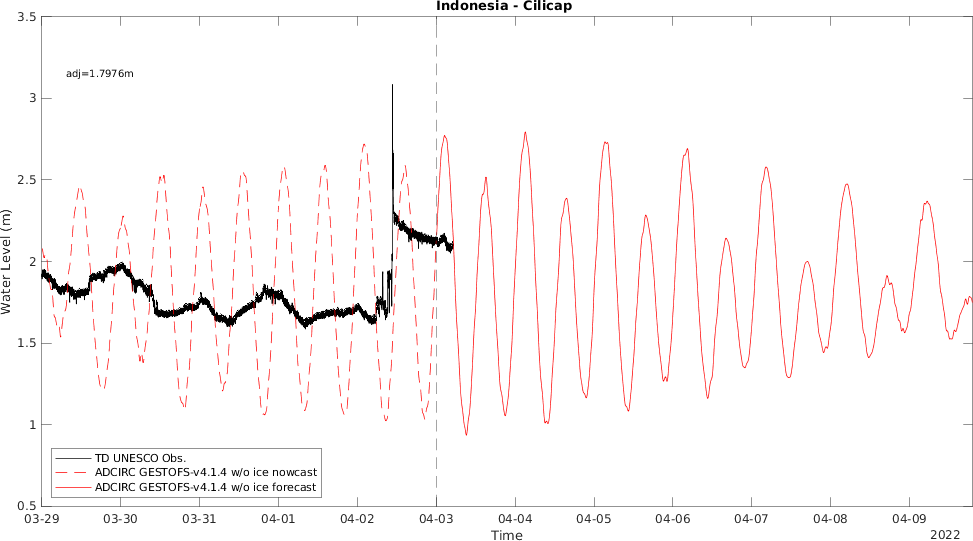 Indonesia - Cilicap
adj=1.7976m
3.5
3
2.5
2
1.5
1
0.5
Water Level (m)
TD UNESCO Obs.
ADCIRC GESTOFS-v4.1.4 w/o ice nowcast
ADCIRC GESTOFS-v4.1.4 w/o ice forecast
03-29 03-30 03-31 04-01 04-02 04-03 04-04 04-05 04-06 04-07 04-08 04-09
Time
2022